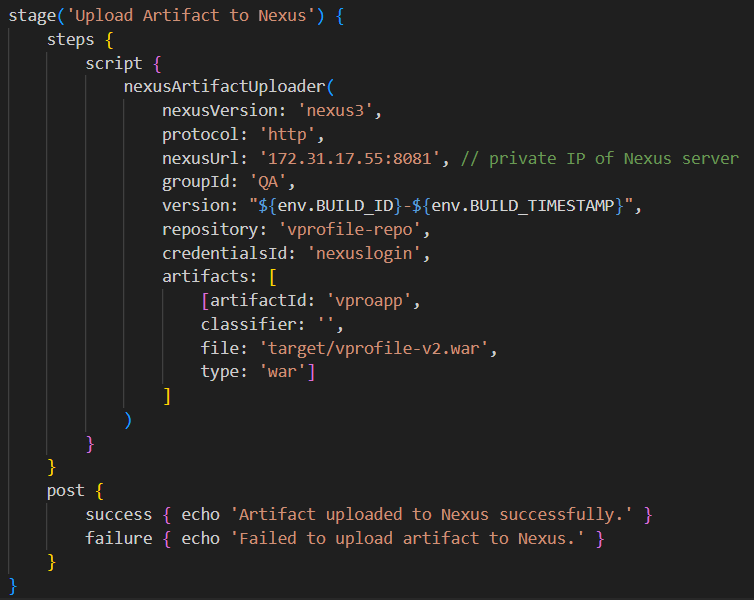 stage('Upload Artifact to Nexus') {
    steps {
        script {
            nexusArtifactUploader(
                nexusVersion: 'nexus3',
                protocol: 'http',
                nexusUrl: '172.31.17.55:8081', // private IP of Nexus server
                groupId: 'QA',
                version: "${env.BUILD_ID}-${env.BUILD_TIMESTAMP}",
                repository: 'vprofile-repo',
                credentialsId: 'nexuslogin',
                artifacts: [
                    [artifactId: 'vproapp',
                    classifier: '',
                    file: 'target/vprofile-v2.war',
                    type: 'war']
                ]
            )
        }
    }
    post {
        success { echo 'Artifact uploaded to Nexus successfully.' }
        failure { echo 'Failed to upload artifact to Nexus.' }
    }
}